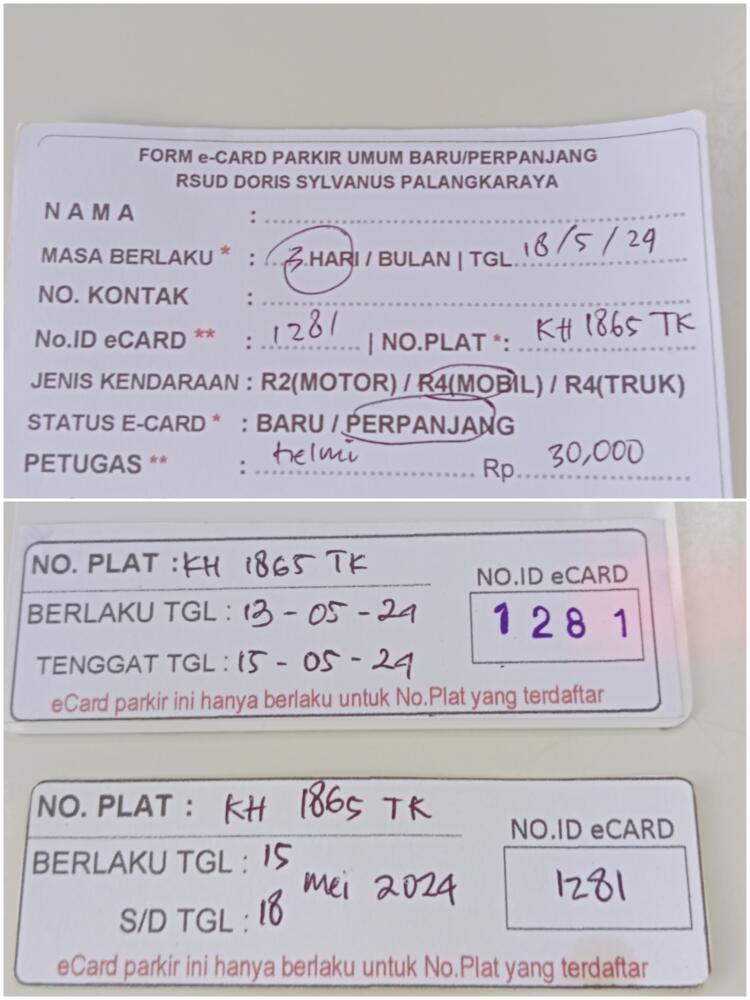 FORM e-CARD PARKIR UMUM BARU/PERPANJANG
RSUD DORIS SYLVANUS PALANGKARAYA
NAMA :
MASA BERLAKU * : 3 HARI / BULAN | TGL 18/5/24
NO. KONTAK :
No.ID eCARD ** : 1281 | NO.PLAT *: KH 1865 TK
JENIS KENDARAAN : R2(MOTOR) / R4(MOBIL) / R4(TRUK)
STATUS E-CARD * : BARU / PERPANJANG
PETUGAS ** : helmi Rp 30,000
NO. PLAT : KH 1865 TK
NO.ID eCARD
BERLAKU TGL : 13-05-24
1281
TENGGAT TGL : 15-05-24
eCard parkir ini hanya berlaku untuk No.Plat yang terdaftar
NO. PLAT : KH 1865 TK
NO.ID eCARD
BERLAKU TGL : 15
mei 2024
1281
S/D TGL : 18
eCard parkir ini hanya berlaku untuk No.Plat yang terdaftar